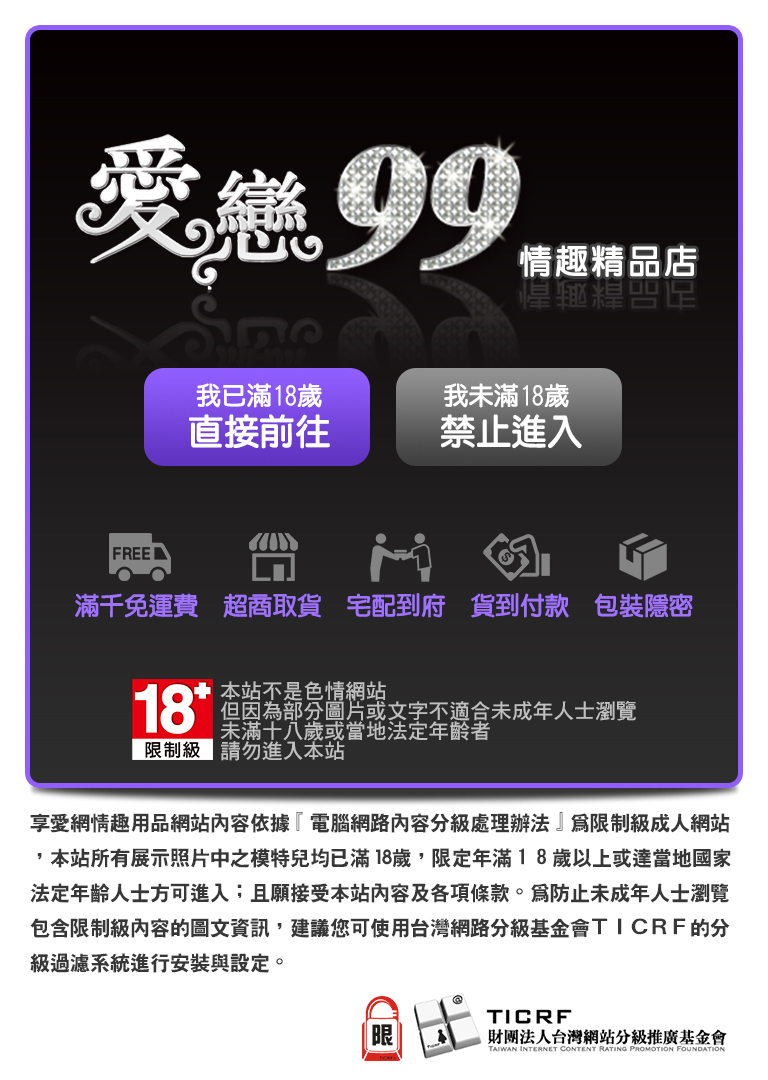 愛戀99
情趣精品店
我已滿18歲
直接前往
我未滿18歲
禁止進入
FREE
滿千免運費 超商取貨 宅配到府 貨到付款 包裝隱密
18+
限制級
本站不是色情網站
但因為部分圖片或文字不適合未成年人士瀏覽
未滿十八歲或當地法定年齡者
請勿進入本站
享愛網情趣用品網站內容依據『電腦網路內容分級處理辦法』為限制級成人網站
，本站所有展示照片中之模特兒均已滿18歲，限定年滿18歲以上或達當地國家
法定年齡人士方可進入；且願接受本站內容及各項條款。為防止未成年人士瀏覽
包含限制級內容的圖文資訊，建議您可使用台灣網路分級基金會TICRF的分
級過濾系統進行安裝與設定。
限
@
TICRF
財團法人台灣網站分級推廣基金會
TAIWAN INTERNET CONTENT RATING PROMOTION FOUNDATION